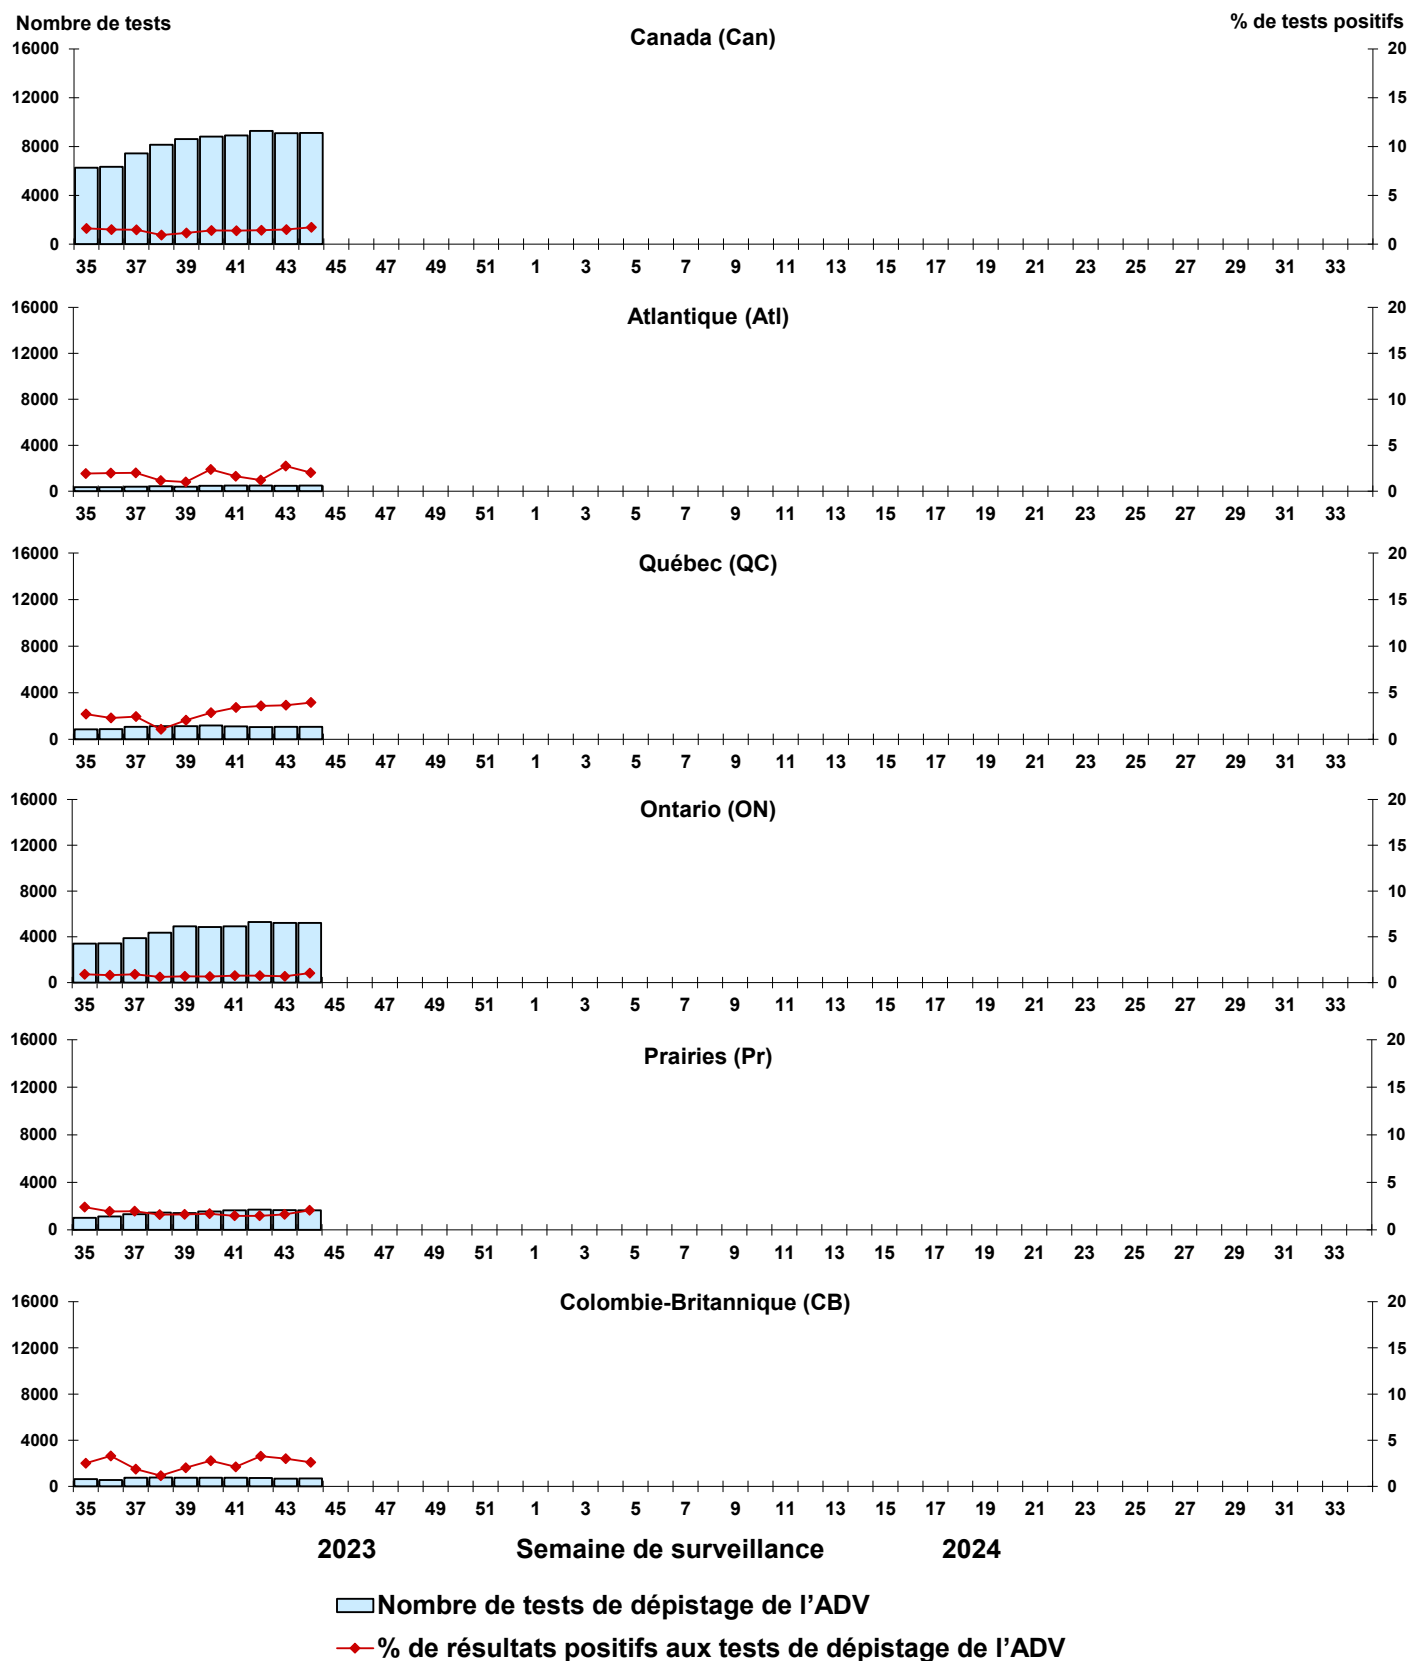 Nombre de tests % de tests positifs
Canada (Can)
16000 20
12000 15
8000 10
4000 5
0 0
35 37 39 41 43 45 47 49 51 1 3 5 7 9 11 13 15 17 19 21 23 25 27 29 31 33
Atlantique (Atl)
16000 20
12000 15
8000 10
4000 5
0 0
35 37 39 41 43 45 47 49 51 1 3 5 7 9 11 13 15 17 19 21 23 25 27 29 31 33
Québec (QC)
16000 20
12000 15
8000 10
4000 5
0 0
35 37 39 41 43 45 47 49 51 1 3 5 7 9 11 13 15 17 19 21 23 25 27 29 31 33
Ontario (ON)
16000 20
12000 15
8000 10
4000 5
0 0
35 37 39 41 43 45 47 49 51 1 3 5 7 9 11 13 15 17 19 21 23 25 27 29 31 33
Prairies (Pr)
16000 20
12000 15
8000 10
4000 5
0 0
35 37 39 41 43 45 47 49 51 1 3 5 7 9 11 13 15 17 19 21 23 25 27 29 31 33
Colombie-Britannique (CB)
16000 20
12000 15
8000 10
4000 5
0 0
35 37 39 41 43 45 47 49 51 1 3 5 7 9 11 13 15 17 19 21 23 25 27 29 31 33
2023 Semaine de surveillance 2024
Nombre de tests de dépistage de l’ADV
% de résultats positifs aux tests de dépistage de l’ADV